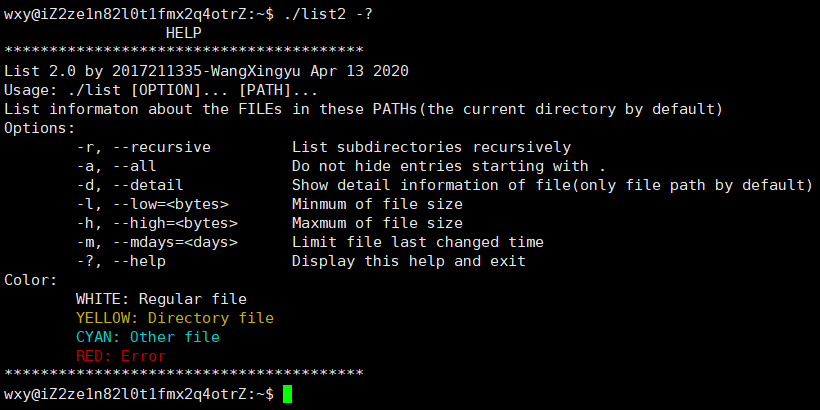 wxy@iZ2ze1n82l0t1fmx2q4otrZ:~$ ./list2 -?
HELP
****************************************
List 2.0 by 2017211335-WangXingyu Apr 13 2020
Usage: ./list [OPTION]... [PATH]...
List informaton about the FILEs in these PATHs(the current directory by default)
Options:
-r, --recursive List subdirectories recursively
-a, --all Do not hide entries starting with .
-d, --detail Show detail information of file(only file path by default)
-l, --low=<bytes> Minmum of file size
-h, --high=<bytes> Maxmum of file size
-m, --mdays=<days> Limit file last changed time
-?, --help Display this help and exit
Color:
WHITE: Regular file
YELLOW: Directory file
CYAN: Other file
RED: Error
****************************************
wxy@iZ2ze1n82l0t1fmx2q4otrZ:~$